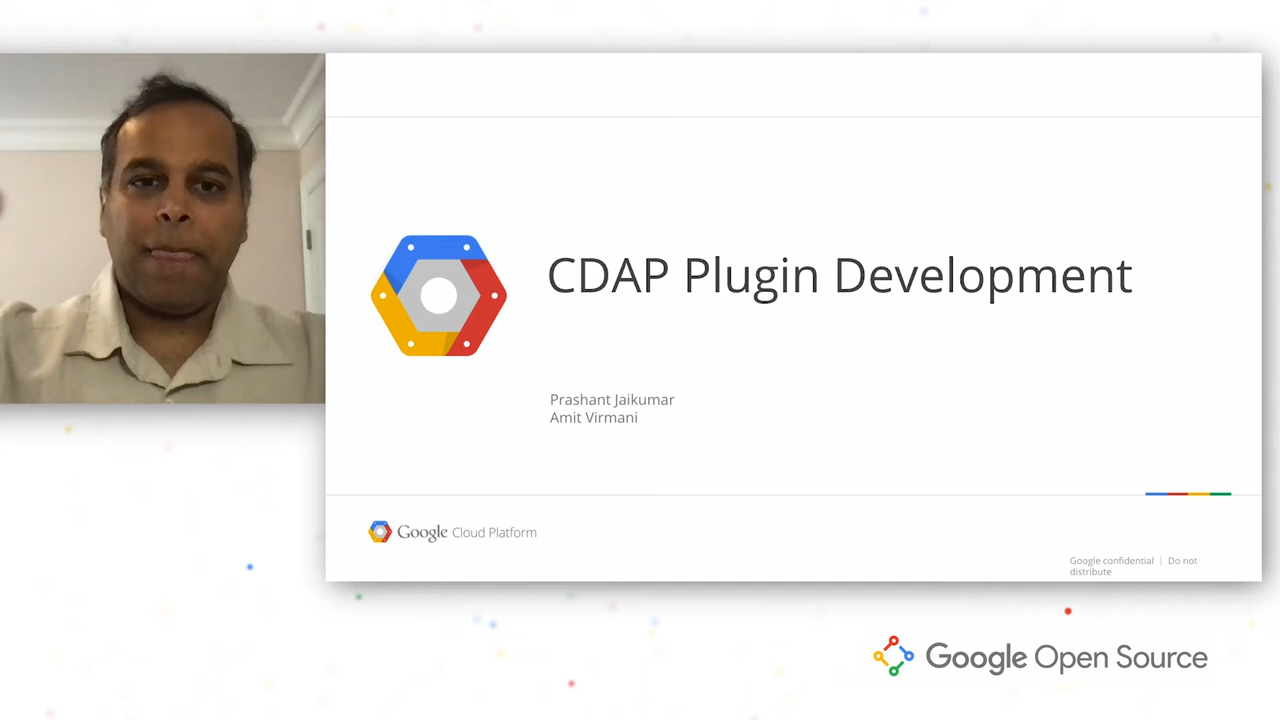 CDAP Plugin Development
Prashant Jaikumar
Amit Virmani
Google Cloud Platform
Google confidential | Do not
distribute
Google Open Source